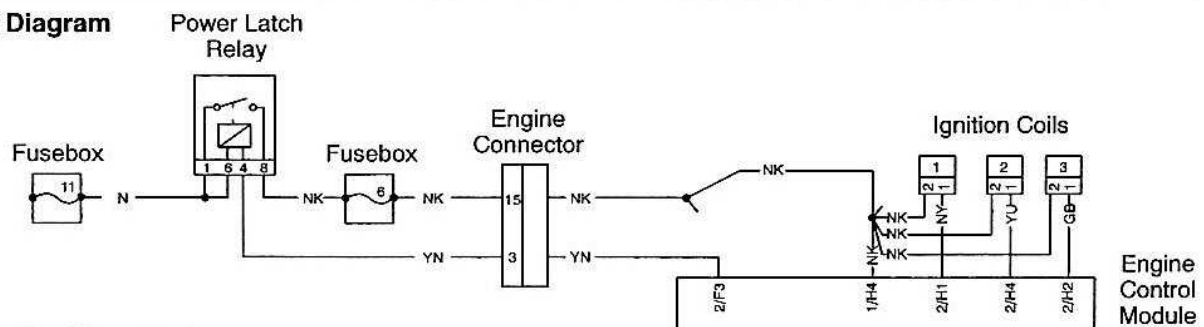 Diagram
Power Latch
Relay
Fusebox
11
N
1 6 4 8
NK
Fusebox
6
NK
Engine
Connector
15
3
NK
YN
YN
NK
Ignition Coils
1
2 1
2
2 1
3
2 1
NK
NK
NK
NK
NY
YU
GB
2/F3
1/H4
2/H1
2/H4
2/H2
Engine
Control
Module